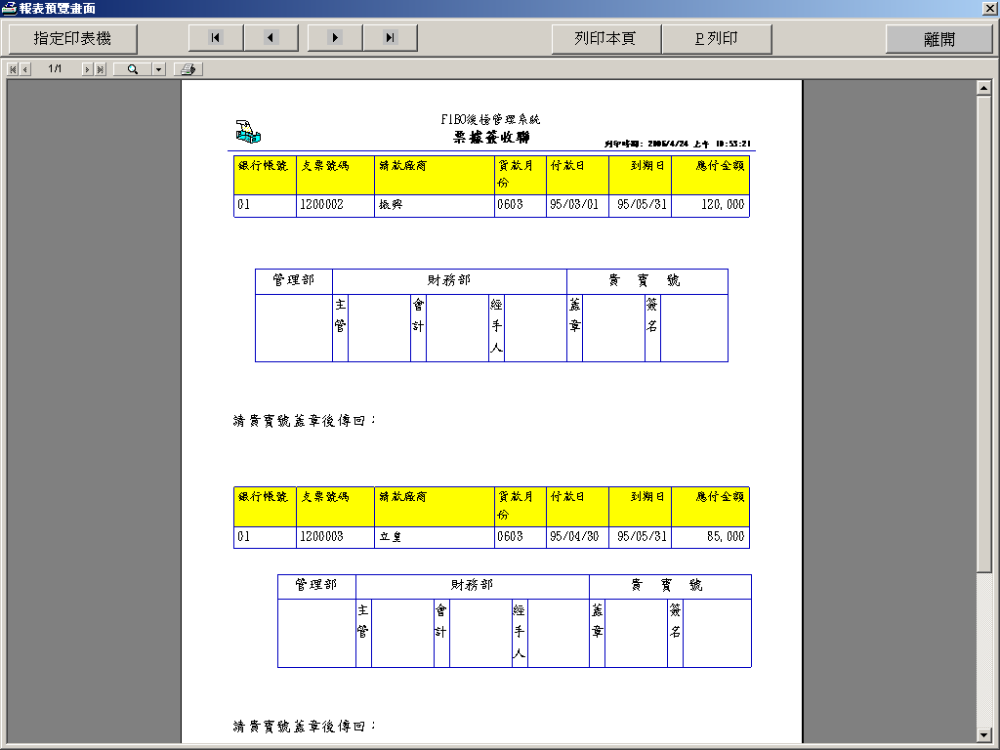 報表預覽畫面
指定印表機 列印本頁 P列印 離開
1/1
FIBO後檯管理系統
票據簽收聯
列印時間: 2006/4/24 上午 10:53:21
銀行帳號 支票號碼 請款廠商 貨款月份 付款日 到期日 應付金額
01 1200002 振興 0603 95/03/01 95/05/31 120,000
管理部 財務部 貴 寶 號
主管 會計 經手人 蓋章 簽名
請貴寶號蓋章後傳回：
銀行帳號 支票號碼 請款廠商 貨款月份 付款日 到期日 應付金額
01 1200003 立皇 0603 95/04/30 95/05/31 85,000
管理部 財務部 貴 寶 號
主管 會計 經手人 蓋章 簽名
請貴寶號蓋章後傳回：